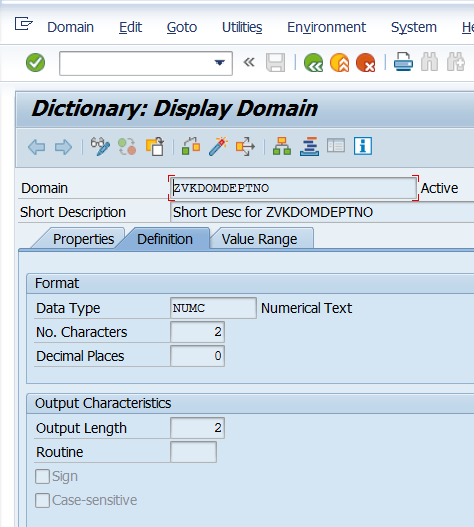 Domain Edit Goto Utilities Environment System
Dictionary: Display Domain
Domain ZVKDOMDEPTNO Active
Short Description Short Desc for ZVKDOMDEPTNO
Properties Definition Value Range
Format
Data Type NUMC Numerical Text
No. Characters 2
Decimal Places 0
Output Characteristics
Output Length 2
Routine
Sign
Case-sensitive